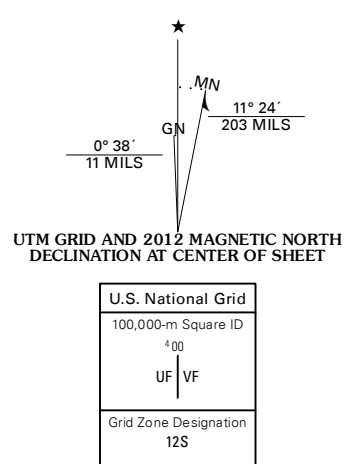 ★
MN
GN
11° 24´
203 MILS
0° 38´
11 MILS
UTM GRID AND 2012 MAGNETIC NORTH
DECLINATION AT CENTER OF SHEET
U.S. National Grid
100,000-m Square ID
⁴00
UF VF
Grid Zone Designation
12S